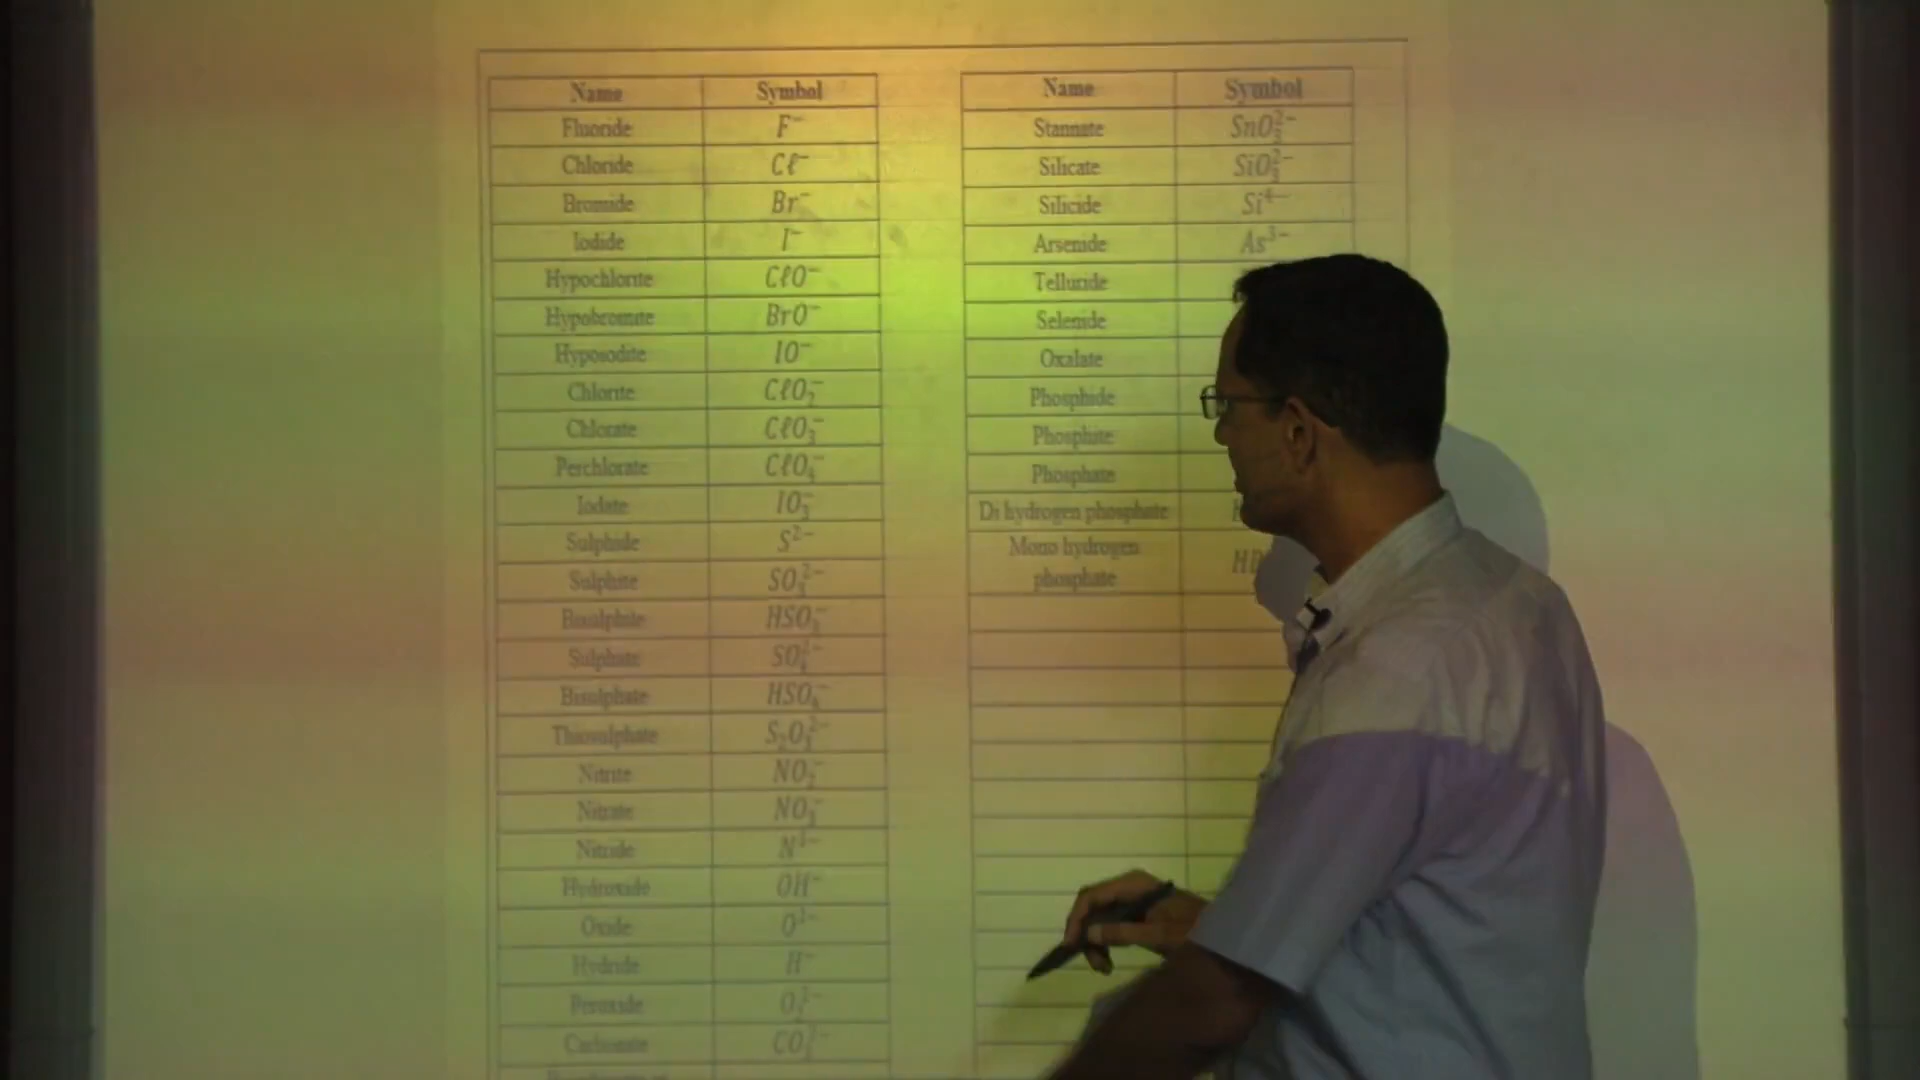 Name Symbol
Fluoride F⁻
Chloride Cℓ⁻
Bromide Br⁻
Iodide I⁻
Hypochlorite CℓO⁻
Hypobromite BrO⁻
Hypoiodite IO⁻
Chlorite CℓO₂⁻
Chlorate CℓO₃⁻
Perchlorate CℓO₄⁻
Iodate IO₃⁻
Sulphide S²⁻
Sulphite SO₃²⁻
Bisulphite HSO₃⁻
Sulphate SO₄²⁻
Bisulphate HSO₄⁻
Thiosulphate S₂O₃²⁻
Nitrite NO₂⁻
Nitrate NO₃⁻
Nitride N³⁻
Hydroxide OH⁻
Oxide O²⁻
Hydride H⁻
Peroxide O₂²⁻
Carbonate CO₃²⁻
Name Symbol
Stannate SnO₃²⁻
Silicate SiO₃²⁻
Silicide Si⁴⁻
Arsenide As³⁻
Telluride
Selenide
Oxalate
Phosphide
Phosphite
Phosphate
Di hydrogen phosphate
Mono hydrogen
phosphate